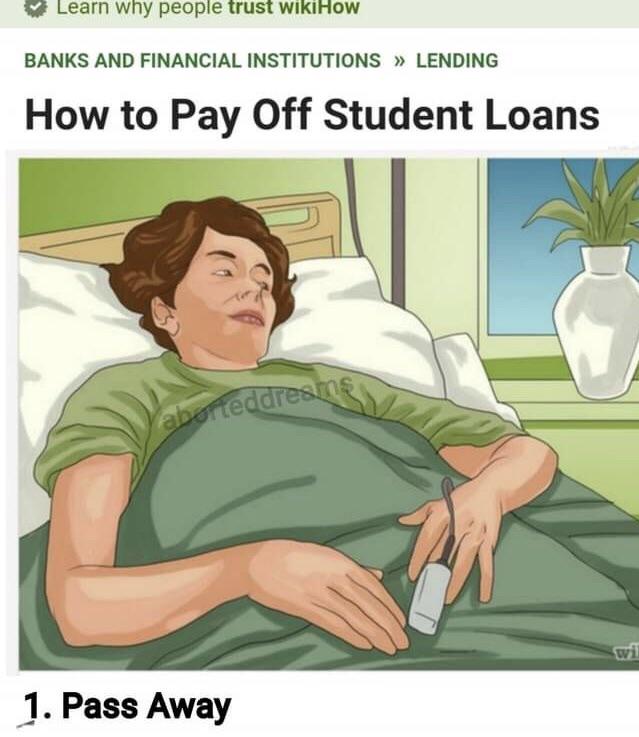 Learn why people trust wikiHow
BANKS AND FINANCIAL INSTITUTIONS » LENDING
How to Pay Off Student Loans
aborteddreams
wi
1. Pass Away